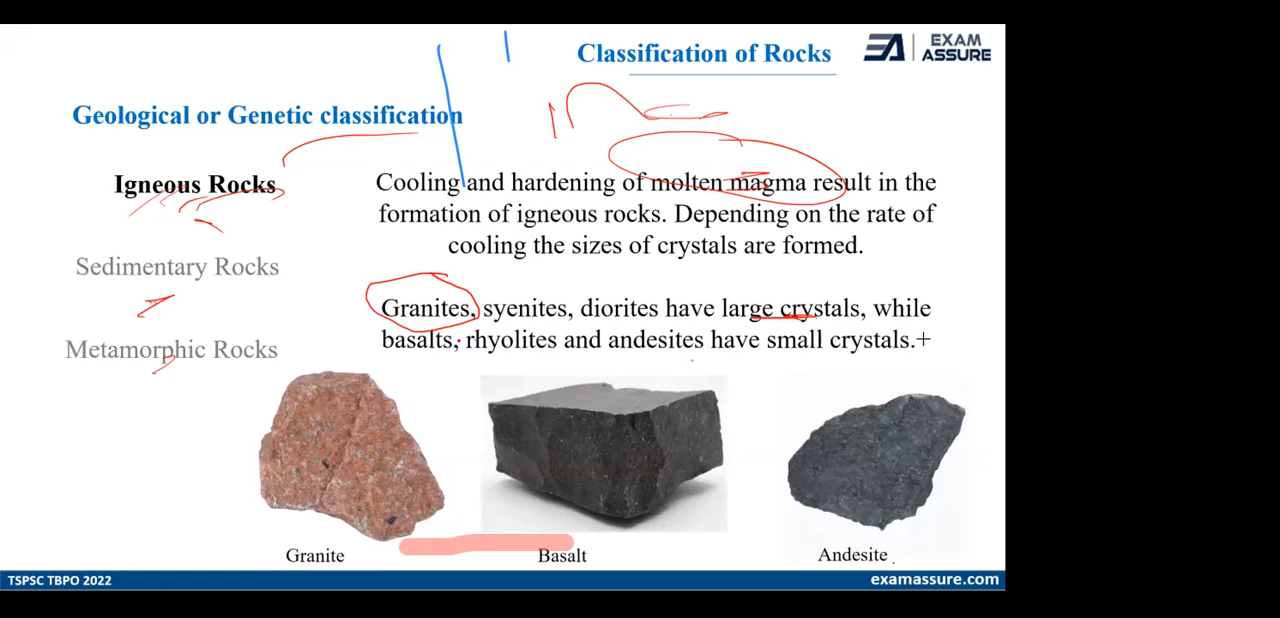 Classification of Rocks
EXAM
ASSURE
Geological or Genetic classification
Igneous Rocks
Sedimentary Rocks
Metamorphic Rocks
Cooling and hardening of molten magma result in the
formation of igneous rocks. Depending on the rate of
cooling the sizes of crystals are formed.
Granites, syenites, diorites have large crystals, while
basalts, rhyolites and andesites have small crystals.+
Granite
Basalt
Andesite
TSPSC TBPO 2022
examassure.com